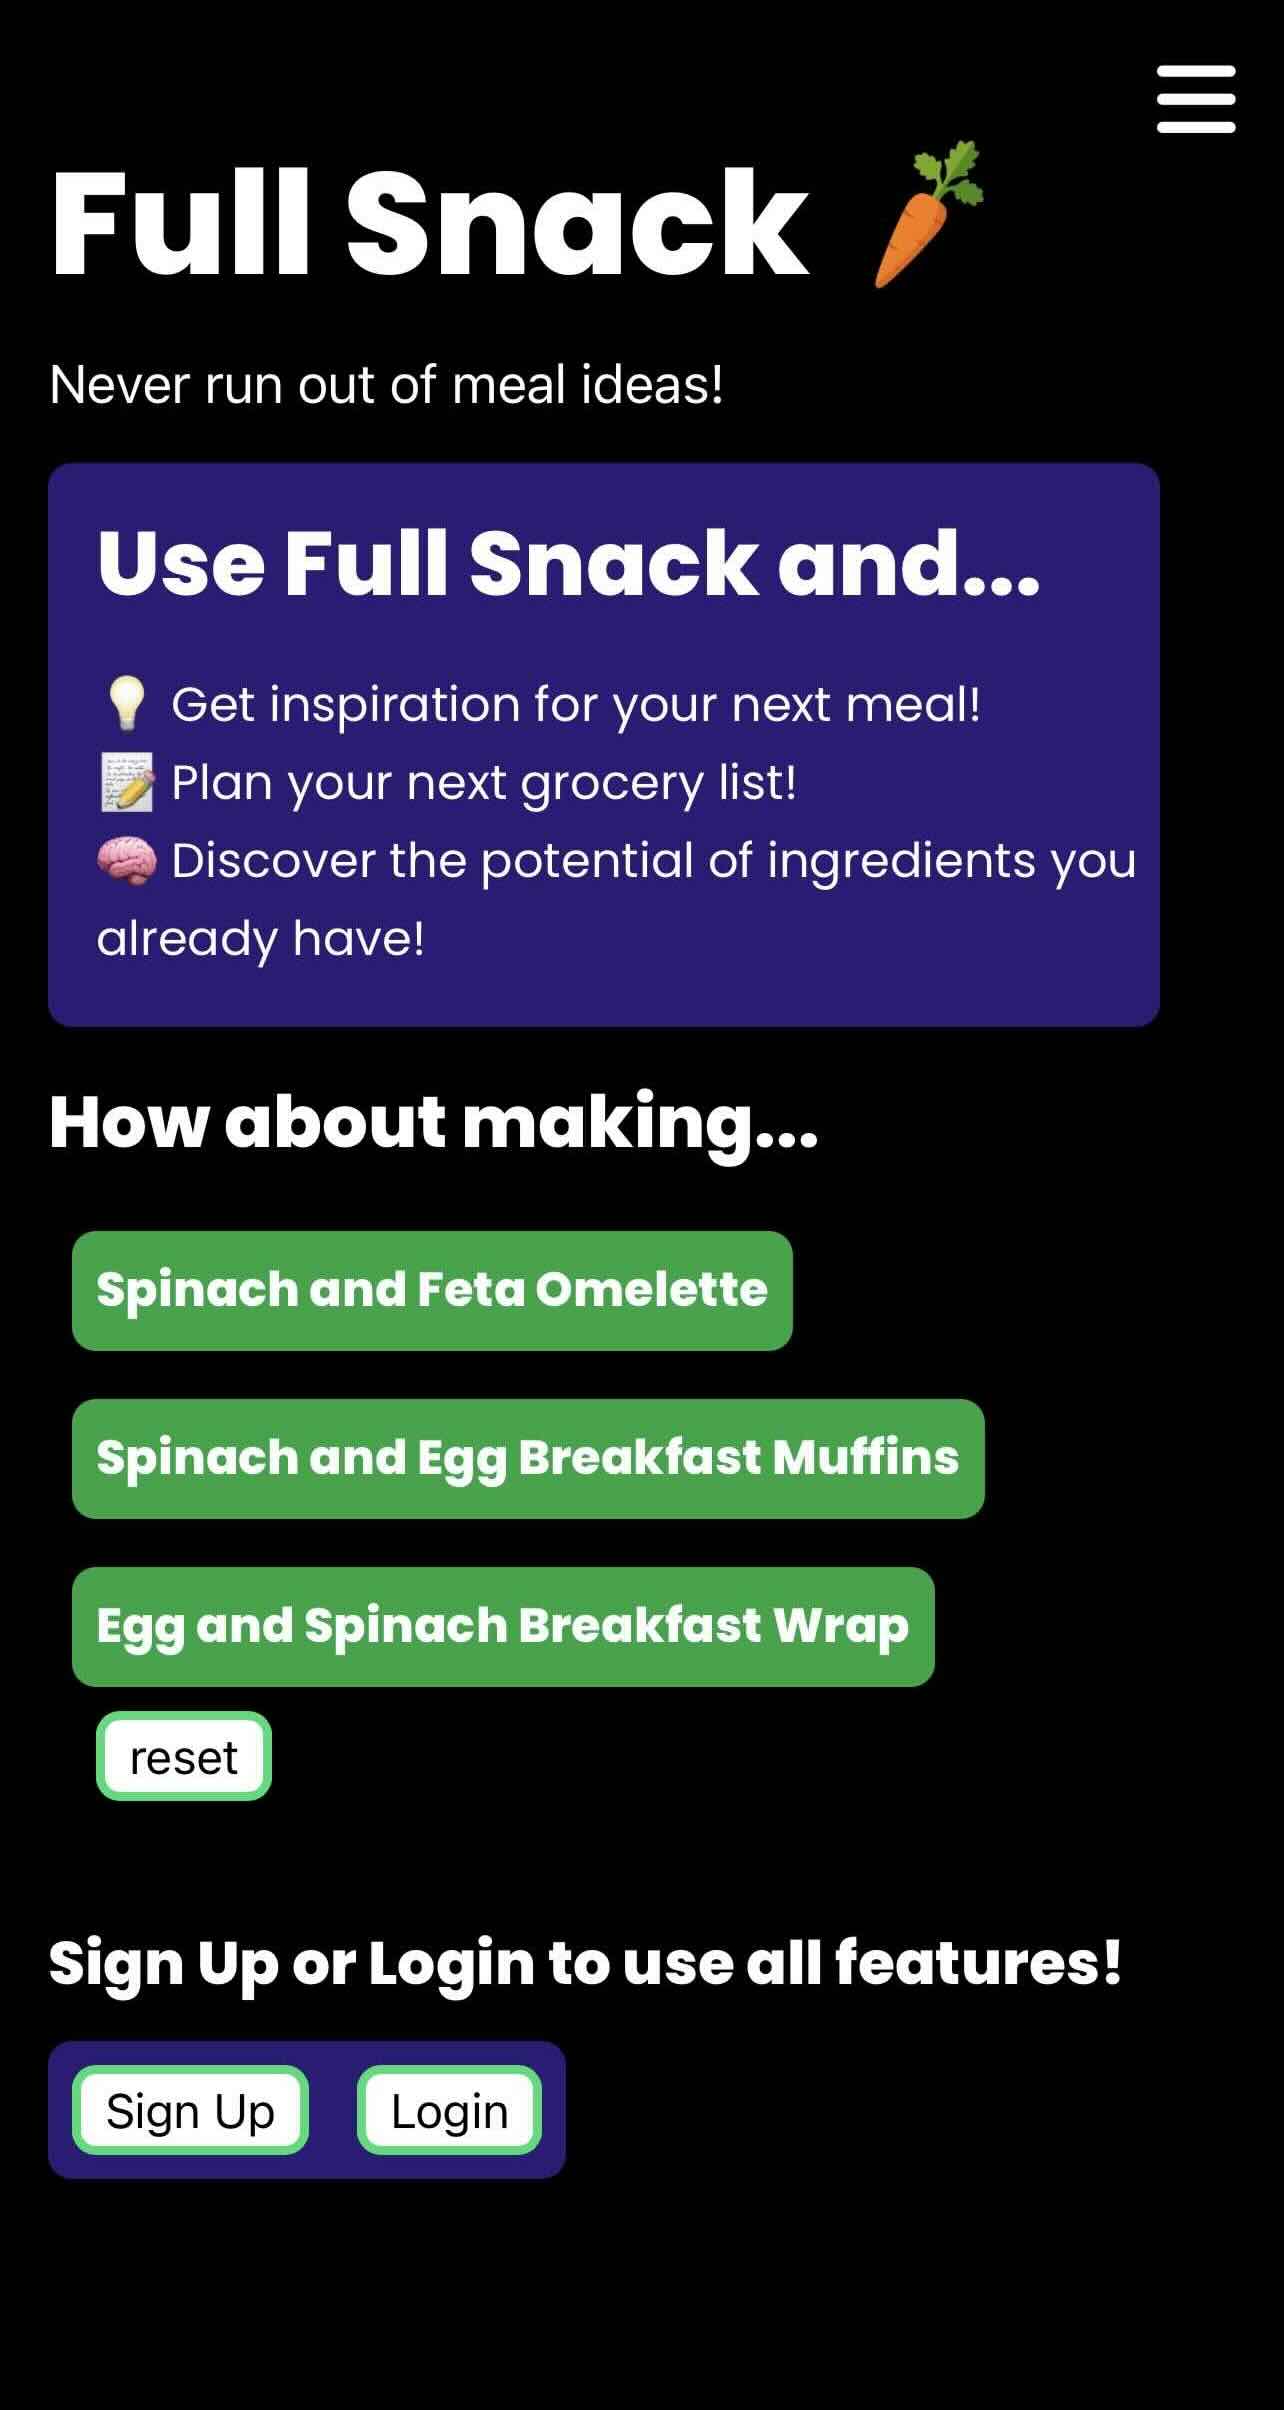 Full Snack 🥕
Never run out of meal ideas!
Use Full Snack and...
💡 Get inspiration for your next meal!
📝 Plan your next grocery list!
🧠 Discover the potential of ingredients you
already have!
How about making...
Spinach and Feta Omelette
Spinach and Egg Breakfast Muffins
Egg and Spinach Breakfast Wrap
reset
Sign Up or Login to use all features!
Sign Up Login